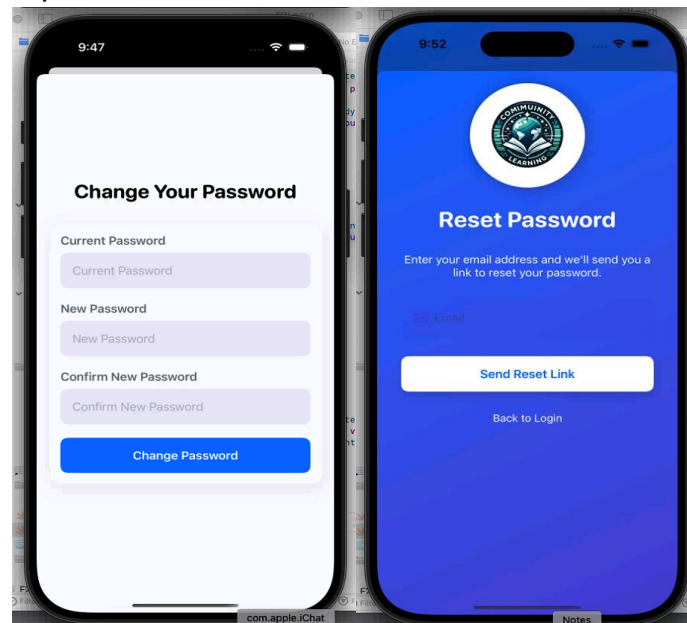 9:47
Change Your Password
Current Password
Current Password
New Password
New Password
Confirm New Password
Confirm New Password
Change Password
com.apple.iChat
9:52
COMIMUINITY
LEARNING
Reset Password
Enter your email address and we'll send you a
link to reset your password.
Email
Send Reset Link
Back to Login
Notes